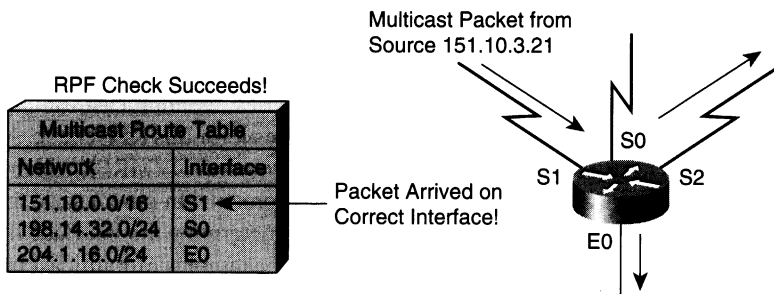 Multicast Packet from
Source 151.10.3.21
RPF Check Succeeds!
Multicast Route Table
Network Interface
151.10.0.0/16 S1
198.14.32.0/24 S0
204.1.16.0/24 E0
Packet Arrived on
Correct Interface!
S0
S1
S2
E0